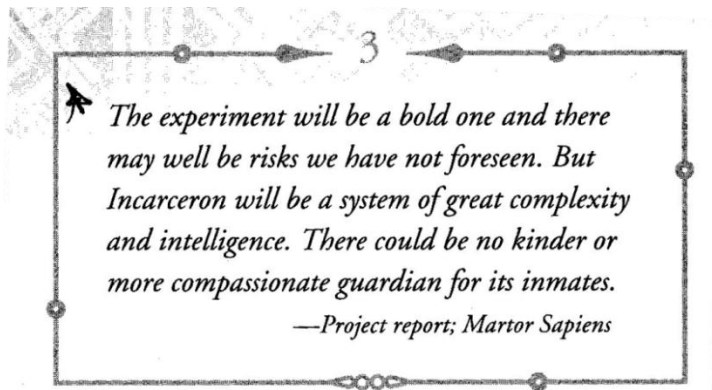 3
The experiment will be a bold one and there
may well be risks we have not foreseen. But
Incarceron will be a system of great complexity
and intelligence. There could be no kinder or
more compassionate guardian for its inmates.
—Project report; Martor Sapiens